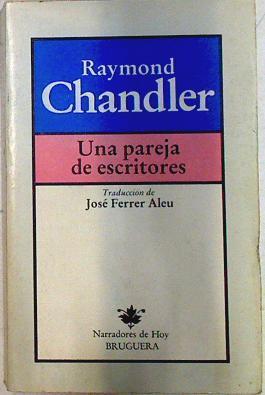 Raymond
Chandler
Una pareja
de escritores
Traducción de
José Ferrer Aleu
Narradores de Hoy
BRUGUERA